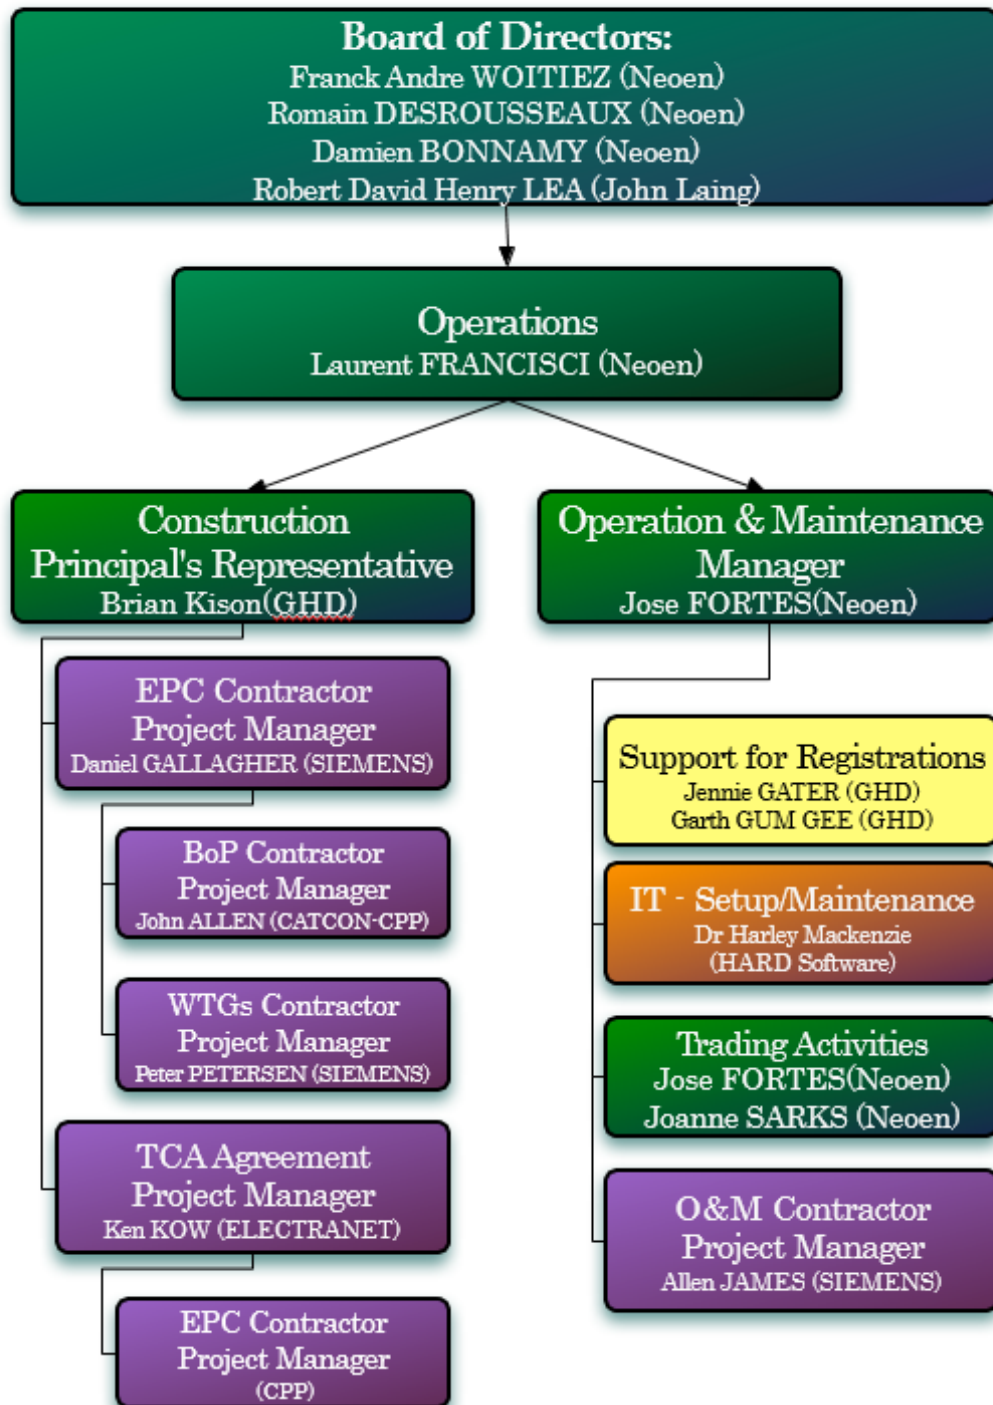 Board of Directors:
Franck Andre WOITIEZ (Neoen)
Romain DESROUSSEAUX (Neoen)
Damien BONNAMY (Neoen)
Robert David Henry LEA (John Laing)
Operations
Laurent FRANCISCI (Neoen)
Construction
Principal's Representative
Brian Kison(GHD)
EPC Contractor
Project Manager
Daniel GALLAGHER (SIEMENS)
BoP Contractor
Project Manager
John ALLEN (CATCON-CPP)
WTGs Contractor
Project Manager
Peter PETERSEN (SIEMENS)
TCA Agreement
Project Manager
Ken KOW (ELECTRANET)
EPC Contractor
Project Manager
(CPP)
Operation & Maintenance
Manager
Jose FORTES(Neoen)
Support for Registrations
Jennie GATER (GHD)
Garth GUM GEE (GHD)
IT - Setup/Maintenance
Dr Harley Mackenzie
(HARD Software)
Trading Activities
Jose FORTES(Neoen)
Joanne SARKS (Neoen)
O&M Contractor
Project Manager
Allen JAMES (SIEMENS)